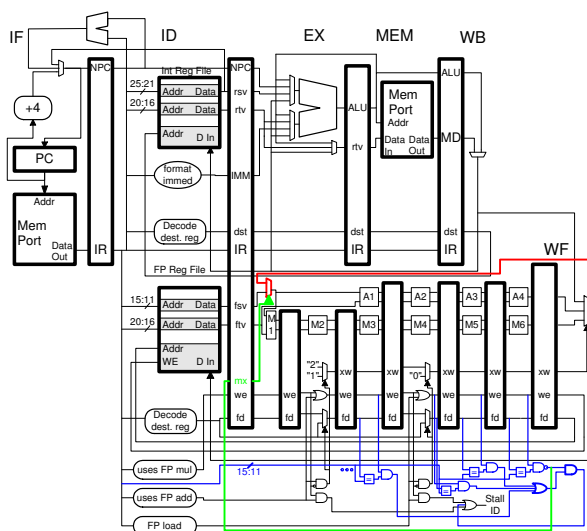 IF
ID
EX
MEM
WB
NPC
Int Reg File
NPC
25:21
Addr
Data
rsv
20:16
Addr
Data
rtv
Addr
D In
+4
PC
Addr
Mem
Port
Data
Out
IR
format
immed
IMM
Decode
dest. reg
dst
IR
ALU
rtv
dst
IR
Mem
Port
Addr
Data
In
Data
Out
ALU
MD
dst
IR
FP Reg File
WF
15:11
Addr
Data
fsv
20:16
Addr
Data
ftv
Addr
WE
D In
mx
we
fd
M
1
M2
A1
M3
A2
M4
A3
M5
A4
M6
"2"
"1"
"0"
xw
xw
xw
xw
xw
we
we
we
we
we
we
fd
fd
fd
fd
fd
fd
Decode
dest. reg
uses FP mul
15:11
=
=
=
=
uses FP add
Stall
ID
FP load